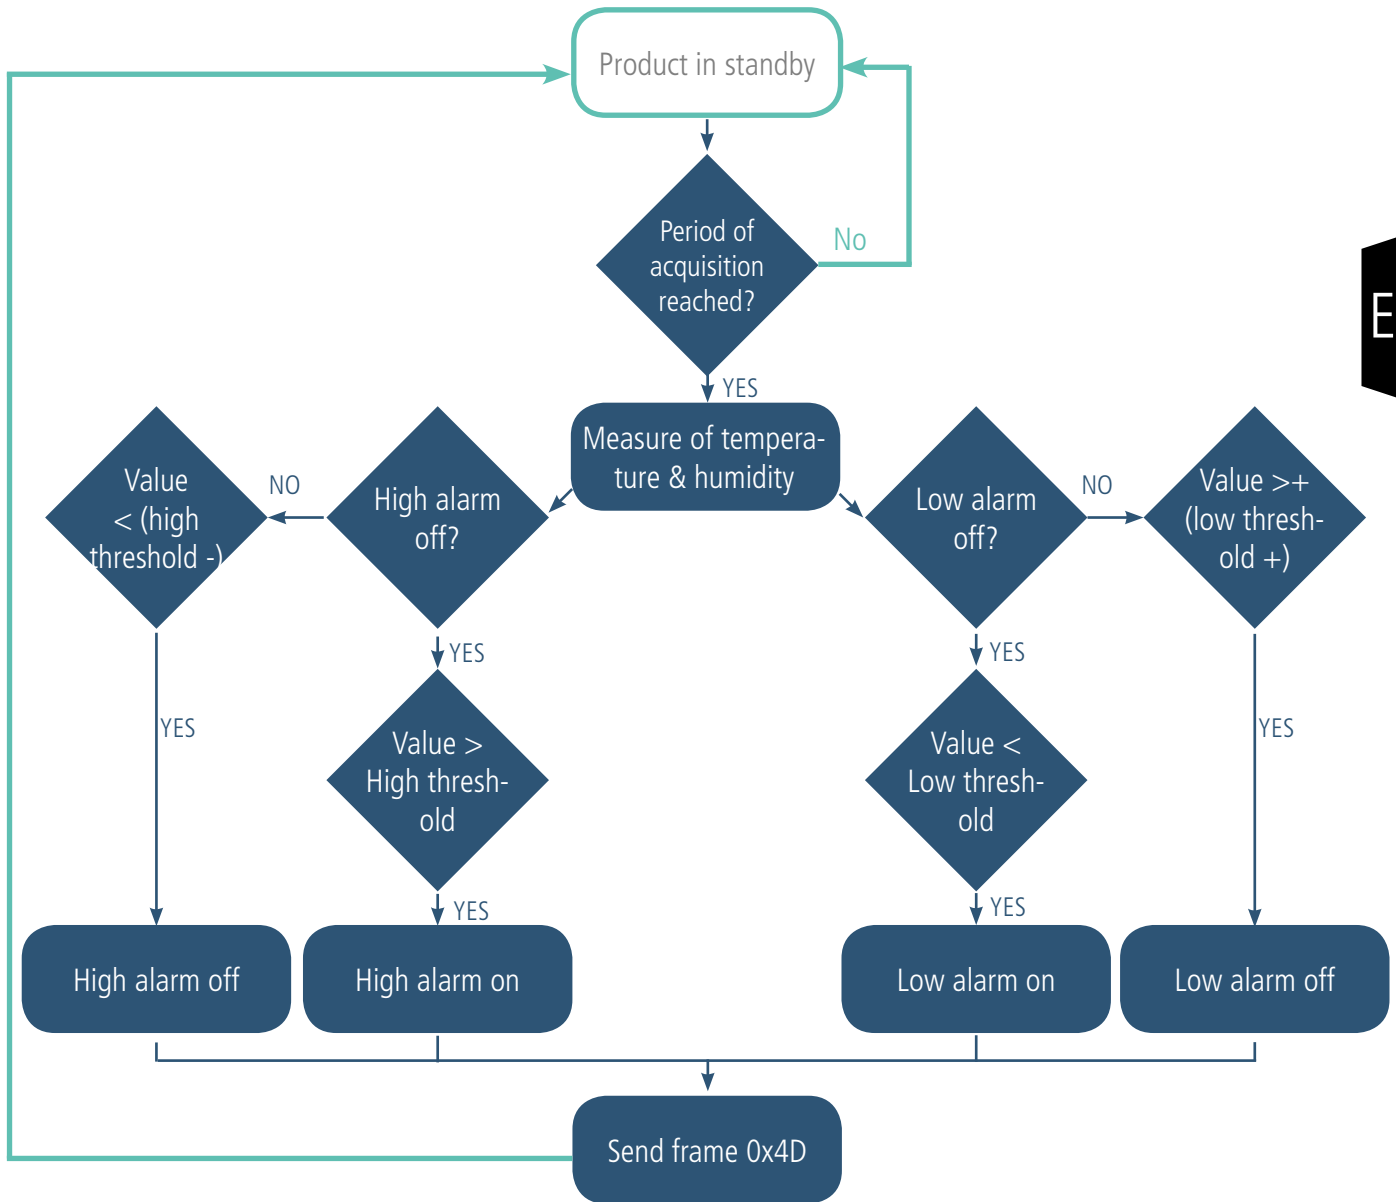 Product in standby
Period of
acquisition
reached?
No
E
YES
Measure of tempera-
ture & humidity
Value
< (high
threshold -)
NO
High alarm
off?
Low alarm
off?
NO
Value >+
(low thresh-
old +)
YES
YES
YES
Value >
High thresh-
old
Value <
Low thresh-
old
YES
YES
YES
High alarm off
High alarm on
Low alarm on
Low alarm off
Send frame 0x4D